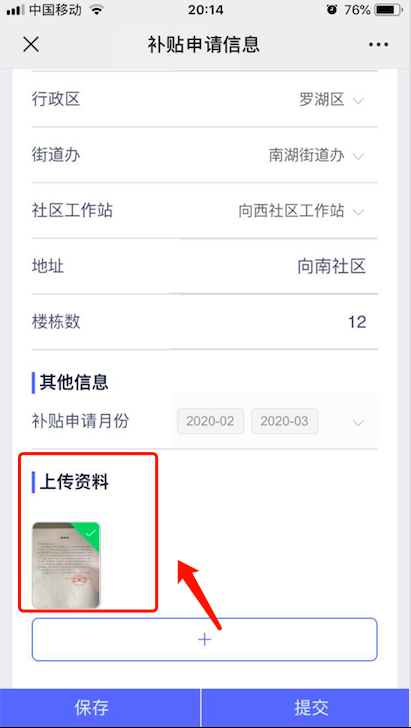 中国移动 20:14 76%
补贴申请信息
行政区 罗湖区
街道办 南湖街道办
社区工作站 向西社区工作站
地址 向南社区
楼栋数 12
其他信息
补贴申请月份 2020-02 2020-03
上传资料
保存 提交